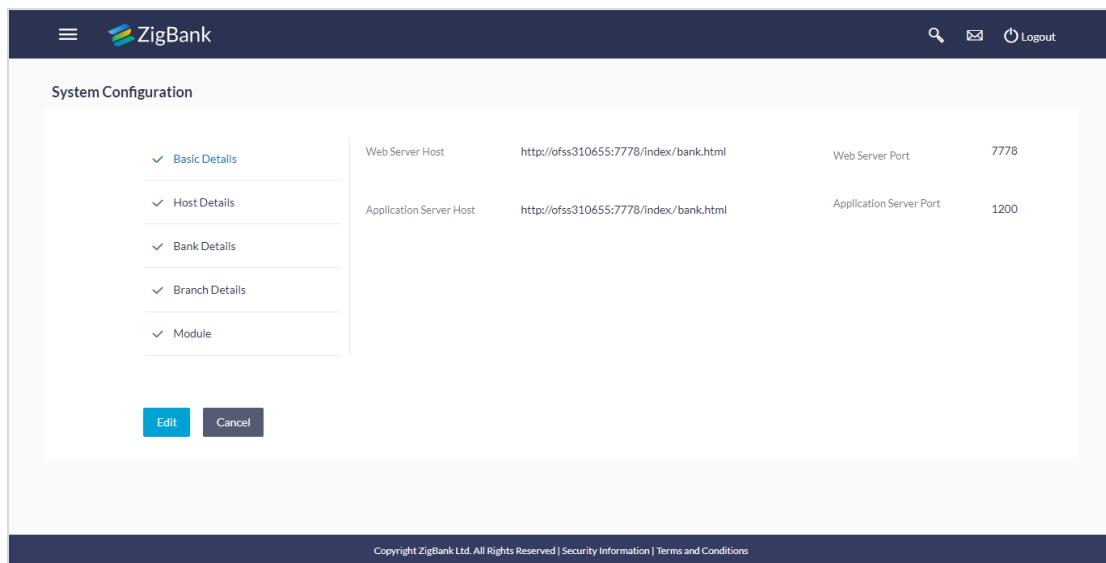 ZigBank
Logout
System Configuration
Basic Details
Host Details
Bank Details
Branch Details
Module
Web Server Host http://ofss310655:7778/index/bank.html Web Server Port 7778
Application Server Host http://ofss310655:7778/index/bank.html Application Server Port 1200
Edit Cancel
Copyright ZigBank Ltd. All Rights Reserved | Security Information | Terms and Conditions